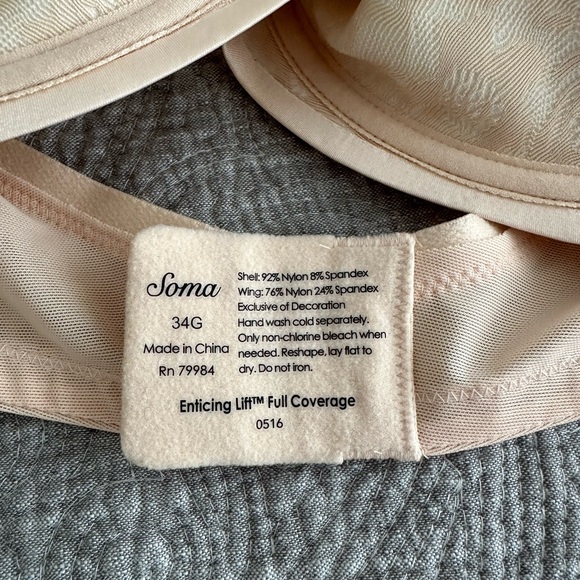 Soma
34G
Made in China
Rn 79984
Shell: 92% Nylon 8% Spandex
Wing: 76% Nylon 24% Spandex
Exclusive of Decoration
Hand wash cold separately.
Only non-chlorine bleach when
needed. Reshape, lay flat to
dry. Do not iron.
Enticing Lift™ Full Coverage
0516